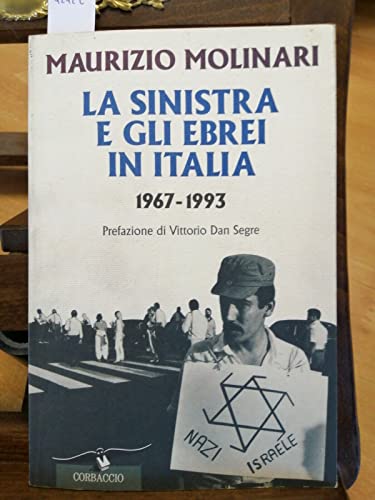 MAURIZIO MOLINARI
LA SINISTRA
E GLI EBREI
IN ITALIA
1967-1993
Prefazione di Vittorio Dan Segre
NAZI
ISRAELE
CORBACCIO